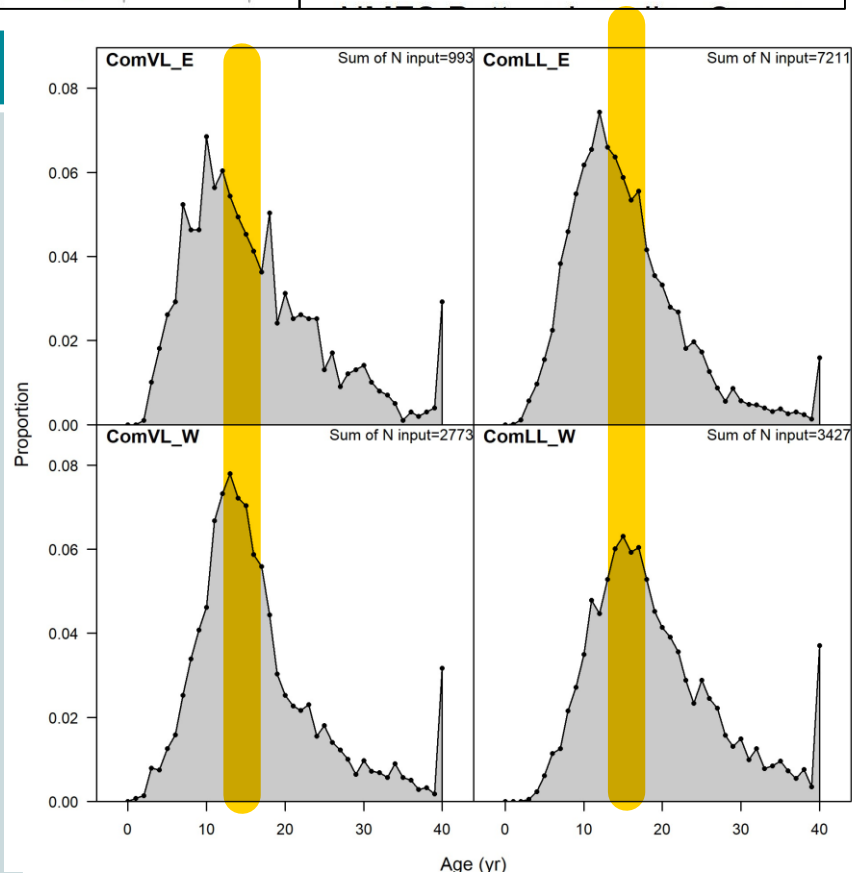 ComVL_E Sum of N input=993 ComLL_E Sum of N input=7211
0.08
0.06
0.04
0.02
0.00
Proportion
ComVL_W Sum of N input=2773 ComLL_W Sum of N input=3427
0.08
0.06
0.04
0.02
0.00
0 10 20 30 40 0 10 20 30 40
Age (yr)